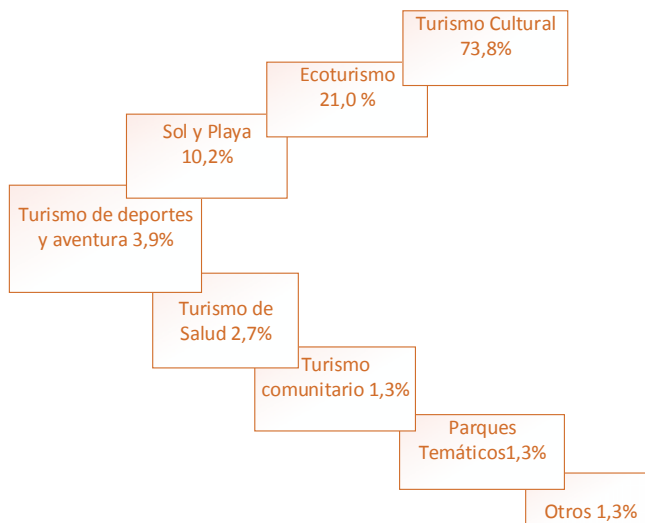 Turismo Cultural
73,8%
Ecoturismo
21,0 %
Sol y Playa
10,2%
Turismo de deportes
y aventura 3,9%
Turismo de
Salud 2,7%
Turismo
comunitario 1,3%
Parques
Temáticos1,3%
Otros 1,3%